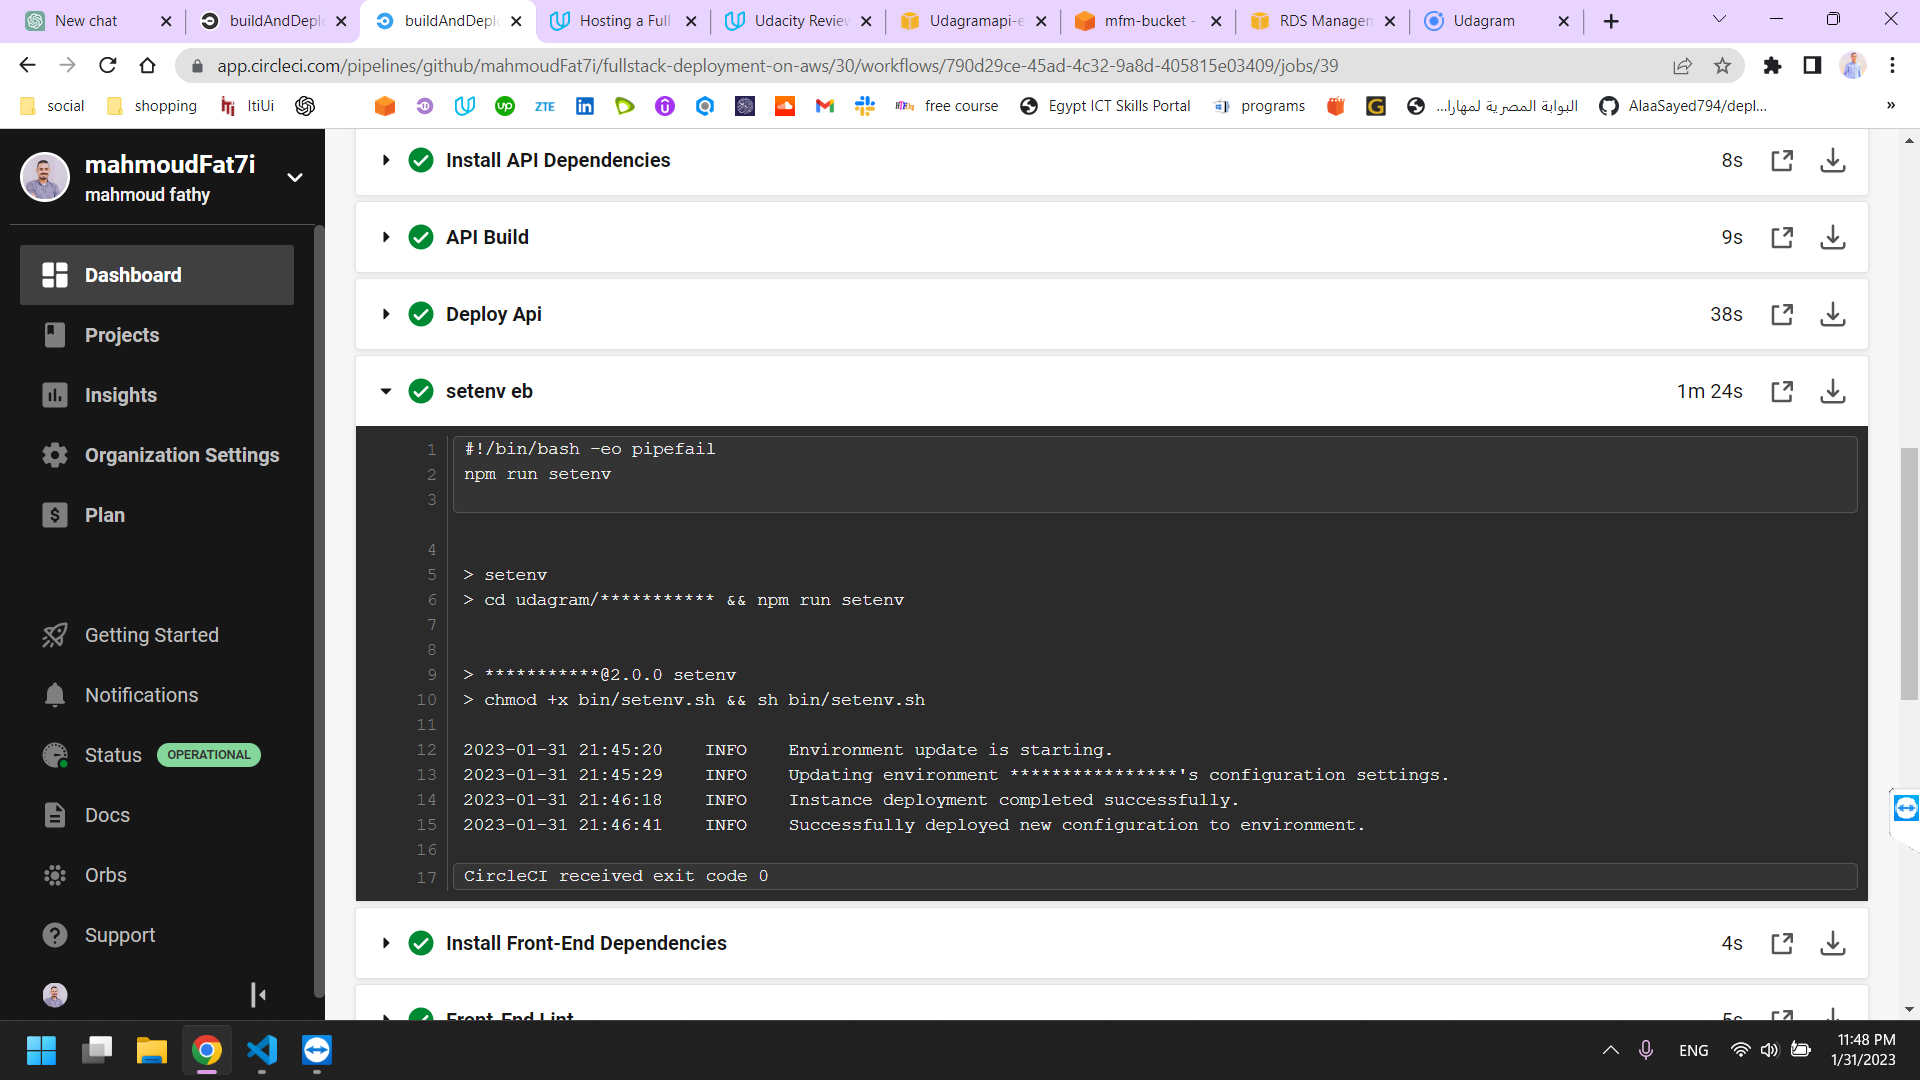 New chat
buildAndDepl
buildAndDepl
Hosting a Full
Udacity Review
Udagramapi-e
mfm-bucket -
RDS Managem
Udagram
app.circleci.com/pipelines/github/mahmoudFat7i/fullstack-deployment-on-aws/30/workflows/790d29ce-45ad-4c32-9a8d-405815e03409/jobs/39
social
shopping
ItiUi
free course
Egypt ICT Skills Portal
programs
البوابة المصرية لمهارا...
AlaaSayed794/depl...
»
mahmoudFat7i
mahmoud fathy
Dashboard
Projects
Insights
Organization Settings
Plan
Getting Started
Notifications
Status OPERATIONAL
Docs
Orbs
Support
Install API Dependencies 8s
API Build 9s
Deploy Api 38s
setenv eb 1m 24s
1 #!/bin/bash -eo pipefail
2 npm run setenv
3
4
5 > setenv
6 > cd udagram/*********** && npm run setenv
7
8
9 > ***********@2.0.0 setenv
10 > chmod +x bin/setenv.sh && sh bin/setenv.sh
11
12 2023-01-31 21:45:20 INFO Environment update is starting.
13 2023-01-31 21:45:29 INFO Updating environment ****************'s configuration settings.
14 2023-01-31 21:46:18 INFO Instance deployment completed successfully.
15 2023-01-31 21:46:41 INFO Successfully deployed new configuration to environment.
16
17 CircleCI received exit code 0
Install Front-End Dependencies 4s
Front-End Lint 5s
ENG
11:48 PM
1/31/2023